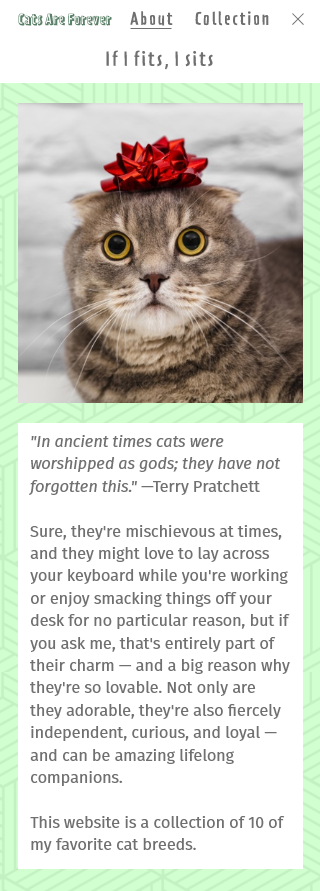 Cats Are Forever About Collection
If I fits, I sits
"In ancient times cats were
worshipped as gods; they have not
forgotten this." —Terry Pratchett
Sure, they're mischievous at times,
and they might love to lay across
your keyboard while you're working
or enjoy smacking things off your
desk for no particular reason, but if
you ask me, that's entirely part of
their charm — and a big reason why
they're so lovable. Not only are
they adorable, they're also fiercely
independent, curious, and loyal —
and can be amazing lifelong
companions.
This website is a collection of 10 of
my favorite cat breeds.